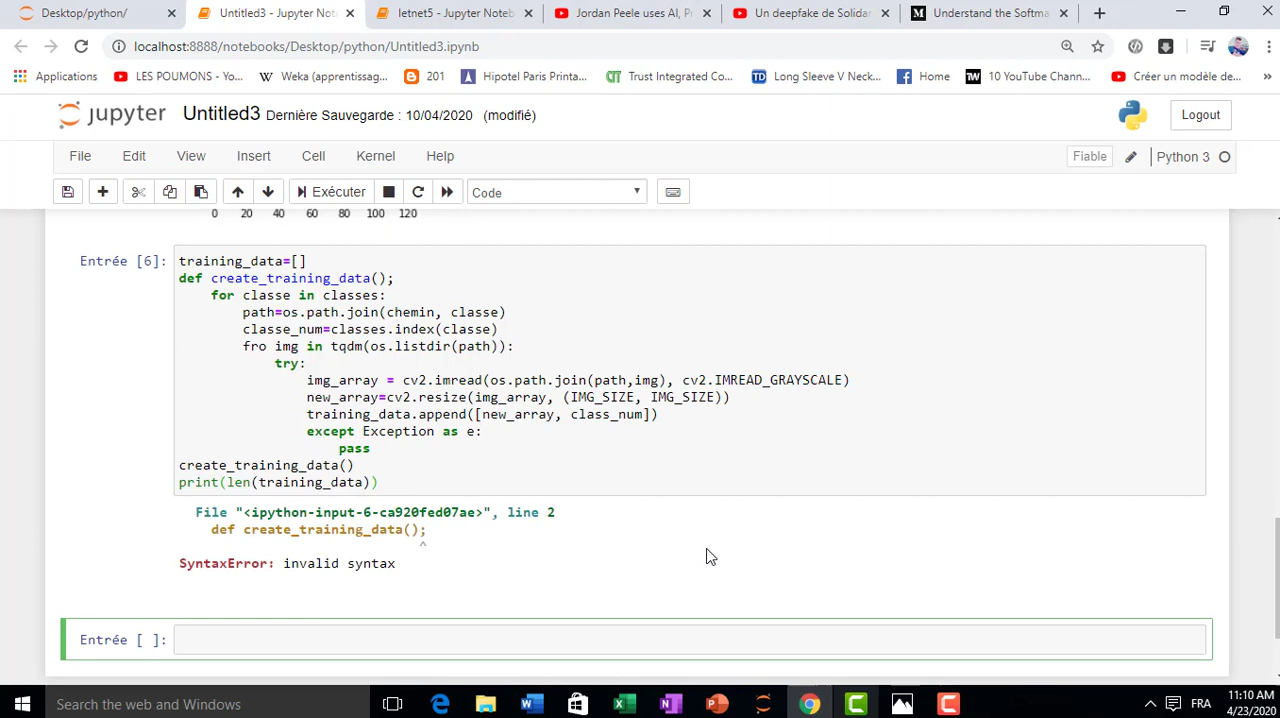 Desktop/python/
Untitled3 - Jupyter Not
letnet5 - Jupyter Notebook
Jordan Peele uses AI, Pr
Un deepfake de Solidar
M Understand the Softma
localhost:8888/notebooks/Desktop/python/Untitled3.ipynb
Applications
LES POUMONS - Yo...
W Weka (apprentissag...
201
Hipotel Paris Printa...
Trust Integrated Co...
TD Long Sleeve V Neck...
Home
TW 10 YouTube Chann...
Créer un modèle de...
»
jupyter Untitled3 Dernière Sauvegarde : 10/04/2020 (modifié)
Logout
File Edit View Insert Cell Kernel Help
Fiable
Python 3
Exécuter
Code
0 20 40 60 80 100 120
Entrée [6]:
training_data=[]
def create_training_data();
for classe in classes:
path=os.path.join(chemin, classe)
classe_num=classes.index(classe)
fro img in tqdm(os.listdir(path)):
try:
img_array = cv2.imread(os.path.join(path,img), cv2.IMREAD_GRAYSCALE)
new_array=cv2.resize(img_array, (IMG_SIZE, IMG_SIZE))
training_data.append([new_array, class_num])
except Exception as e:
pass
create_training_data()
print(len(training_data))
File "<ipython-input-6-ca920fed07ae>", line 2
def create_training_data();
^
SyntaxError: invalid syntax
Entrée [ ]:
Search the web and Windows
FRA
11:10 AM
4/23/2020